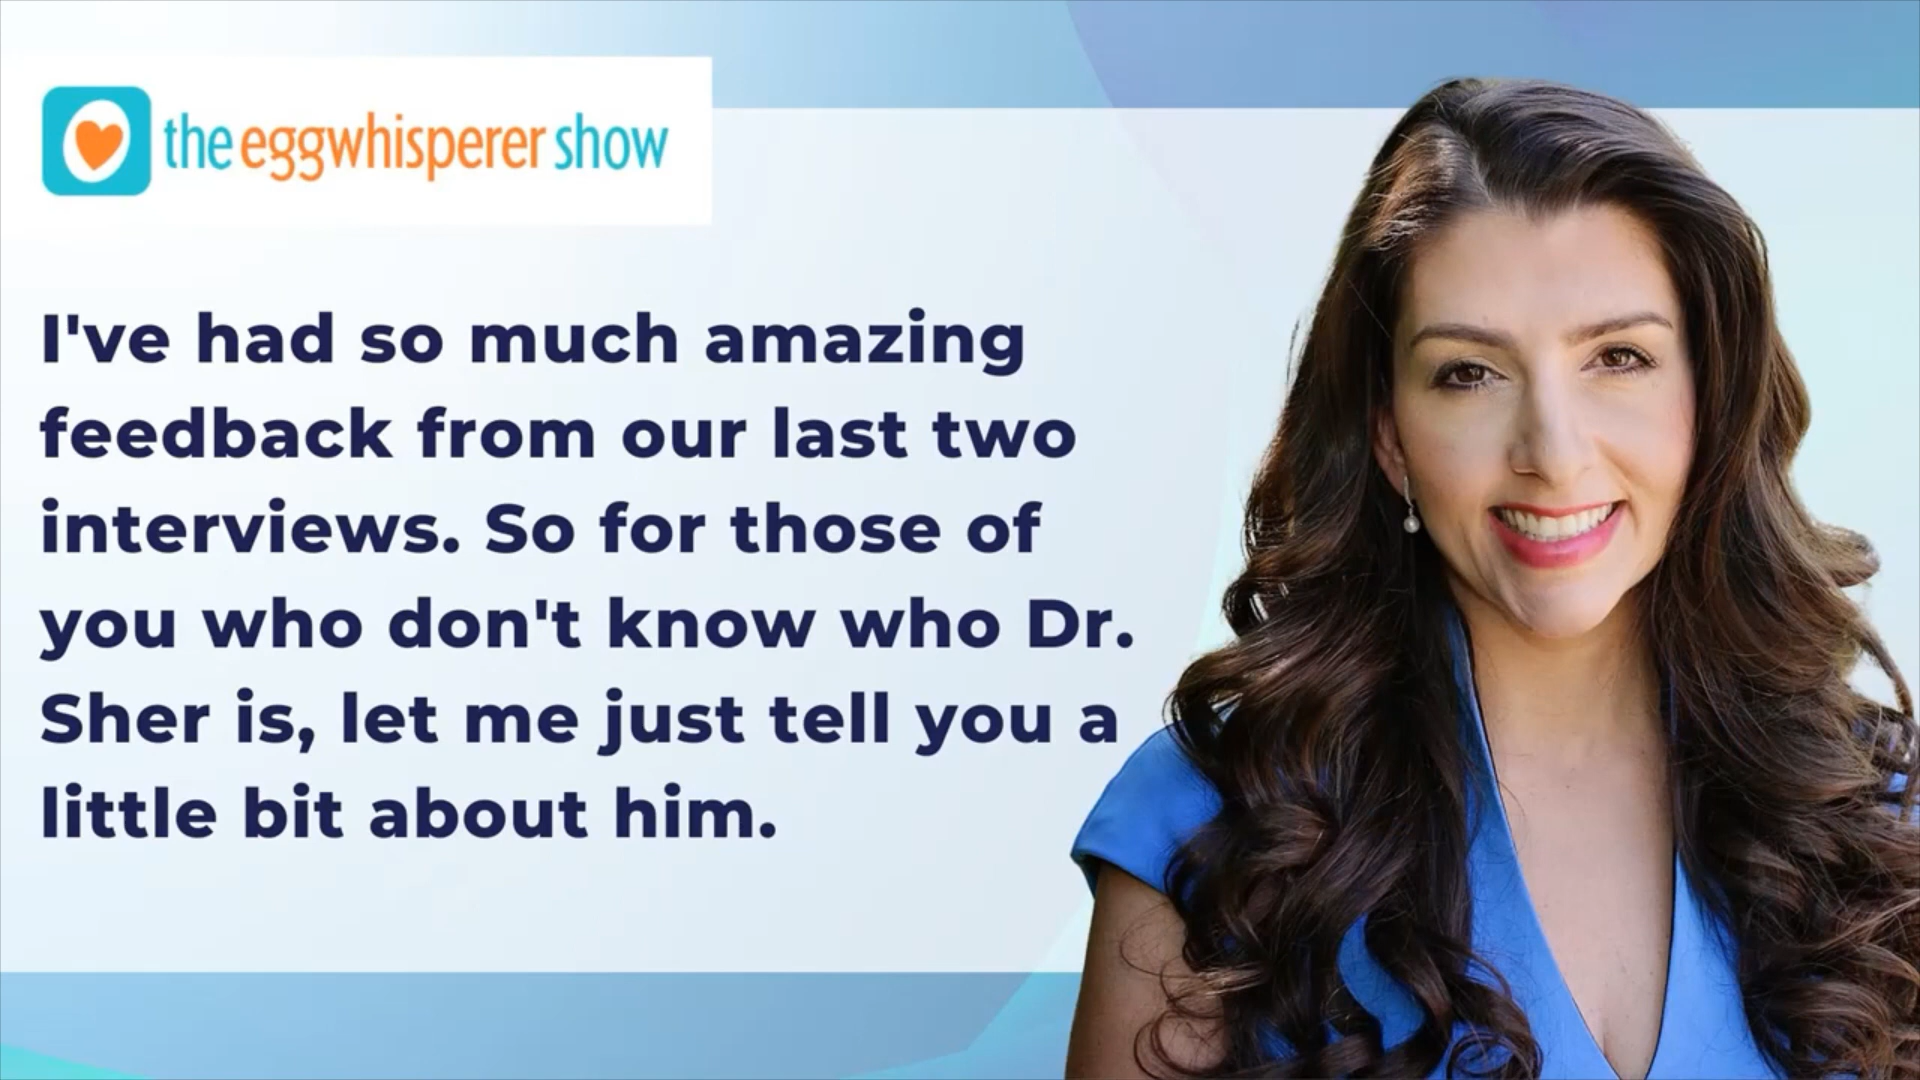 the eggwhisperer show
I've had so much amazing
feedback from our last two
interviews. So for those of
you who don't know who Dr.
Sher is, let me just tell you a
little bit about him.